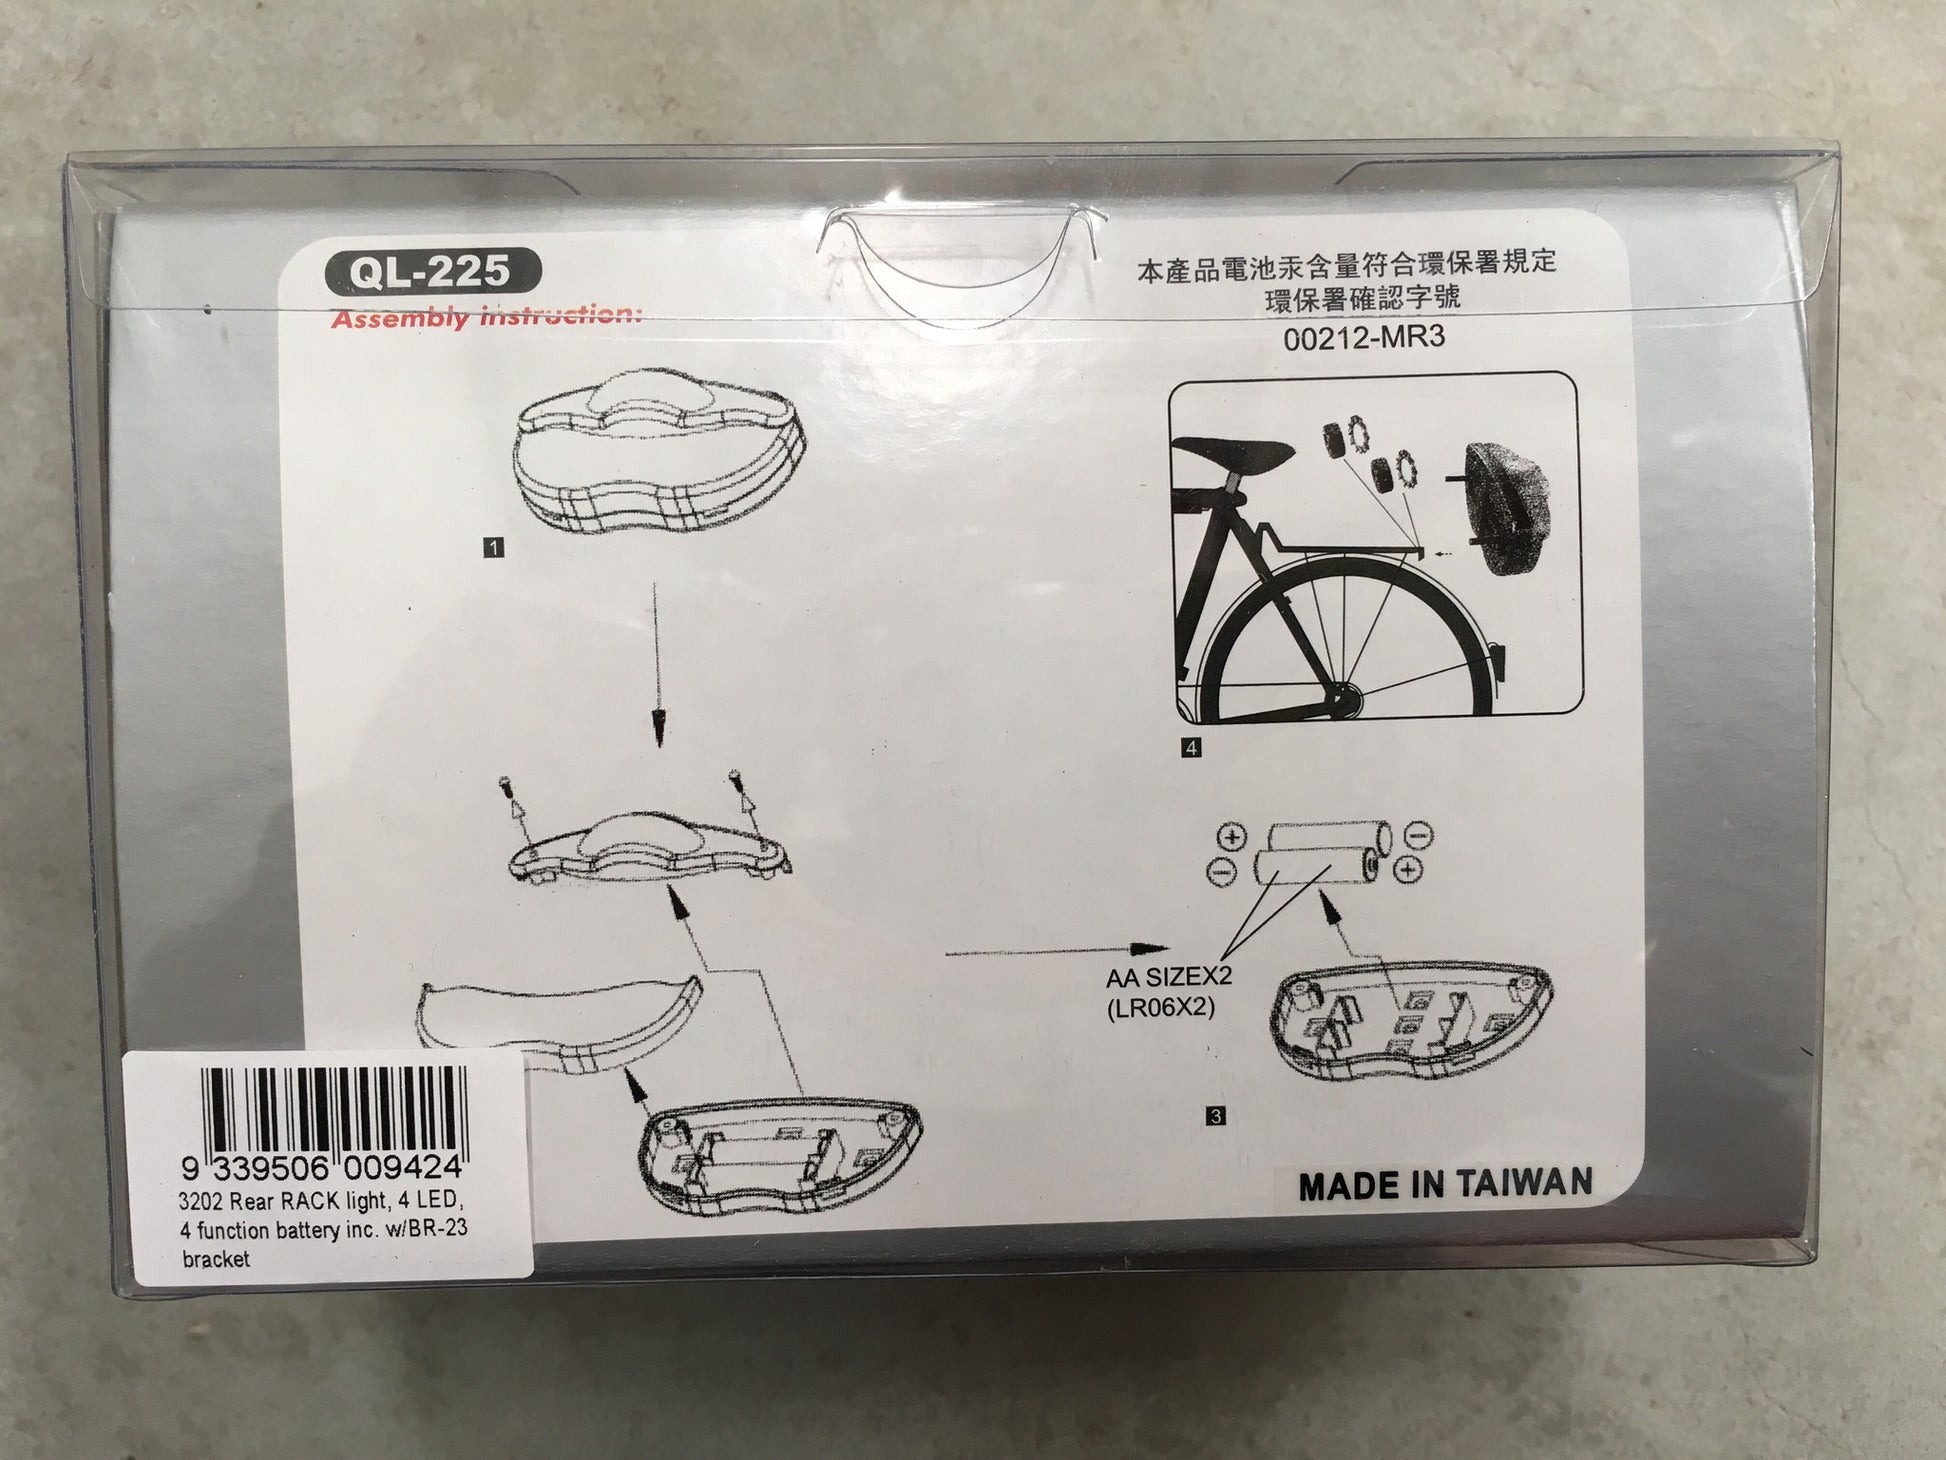 QL-225
Assembly instruction:
本產品電池汞含量符合環保署規定
環保署確認字號
00212-MR3
1
4
AA SIZEX2
(LR06X2)
3
MADE IN TAIWAN
9 339506 009424
3202 Rear RACK light, 4 LED,
4 function battery inc. w/BR-23
bracket